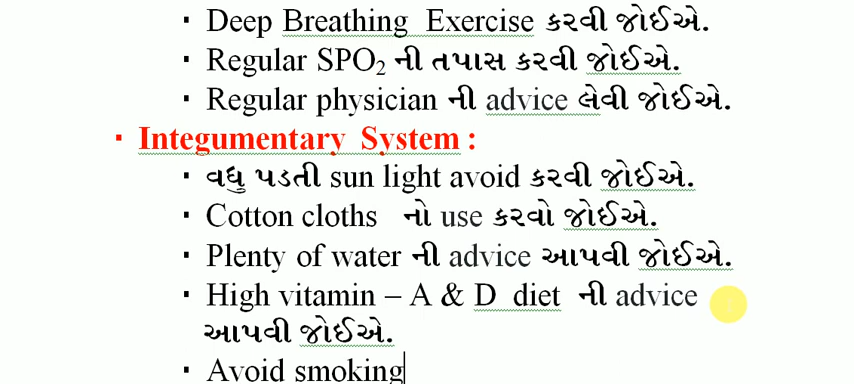 ▪ Deep Breathing Exercise કરવી જોઈએ.
▪ Regular SPO₂ ની તપાસ કરવી જોઈએ.
▪ Regular physician ની advice લેવી જોઈએ.
▪ Integumentary System :
▪ વધુ પડતી sun light avoid કરવી જોઈએ.
▪ Cotton cloths નો use કરવો જોઈએ.
▪ Plenty of water ની advice આપવી જોઈએ.
▪ High vitamin – A & D diet ની advice
આપવી જોઈએ.
▪ Avoid smoking